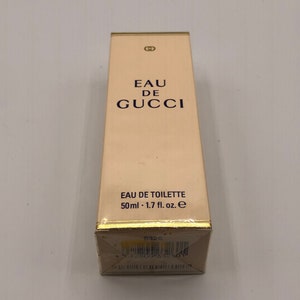 EAU
DE
GUCCI
EAU DE TOILETTE
50ml - 1.7 fl. oz. ℮